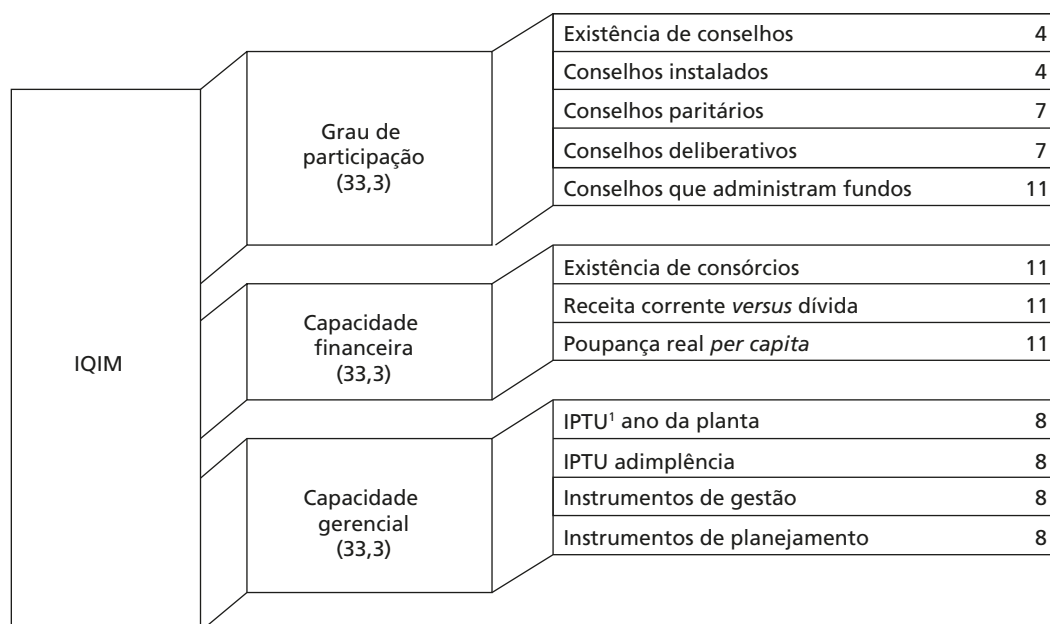 IQIM
Grau de
participação
(33,3)
Existência de conselhos 4
Conselhos instalados 4
Conselhos paritários 7
Conselhos deliberativos 7
Conselhos que administram fundos 11
Capacidade
financeira
(33,3)
Existência de consórcios 11
Receita corrente versus dívida 11
Poupança real per capita 11
Capacidade
gerencial
(33,3)
IPTU¹ ano da planta 8
IPTU adimplência 8
Instrumentos de gestão 8
Instrumentos de planejamento 8